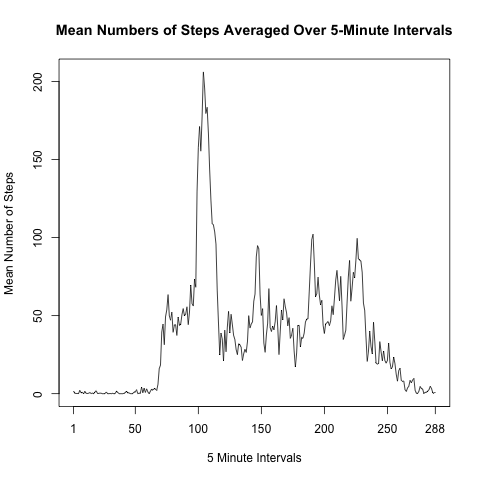 Mean Numbers of Steps Averaged Over 5-Minute Intervals
Mean Number of Steps
200
150
100
50
0
1 50 100 150 200 250 288
5 Minute Intervals